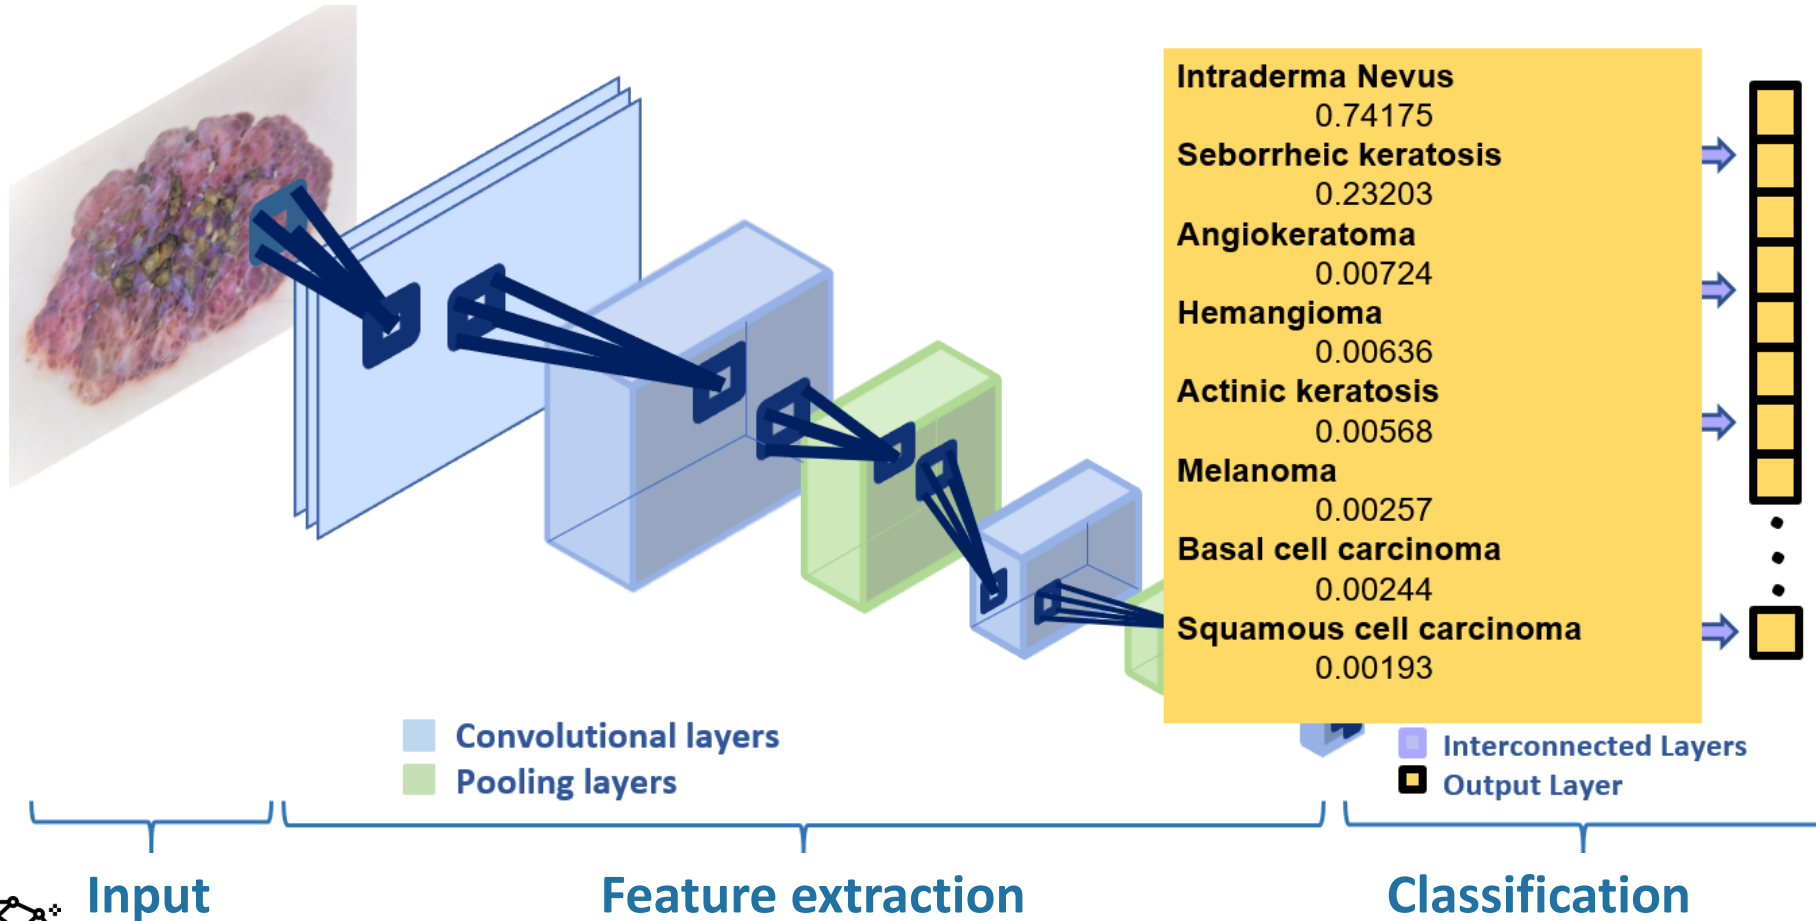 Intraderma Nevus
0.74175
Seborrheic keratosis
0.23203
Angiokeratoma
0.00724
Hemangioma
0.00636
Actinic keratosis
0.00568
Melanoma
0.00257
Basal cell carcinoma
0.00244
Squamous cell carcinoma
0.00193
Convolutional layers
Pooling layers
Interconnected Layers
Output Layer
Input
Feature extraction
Classification